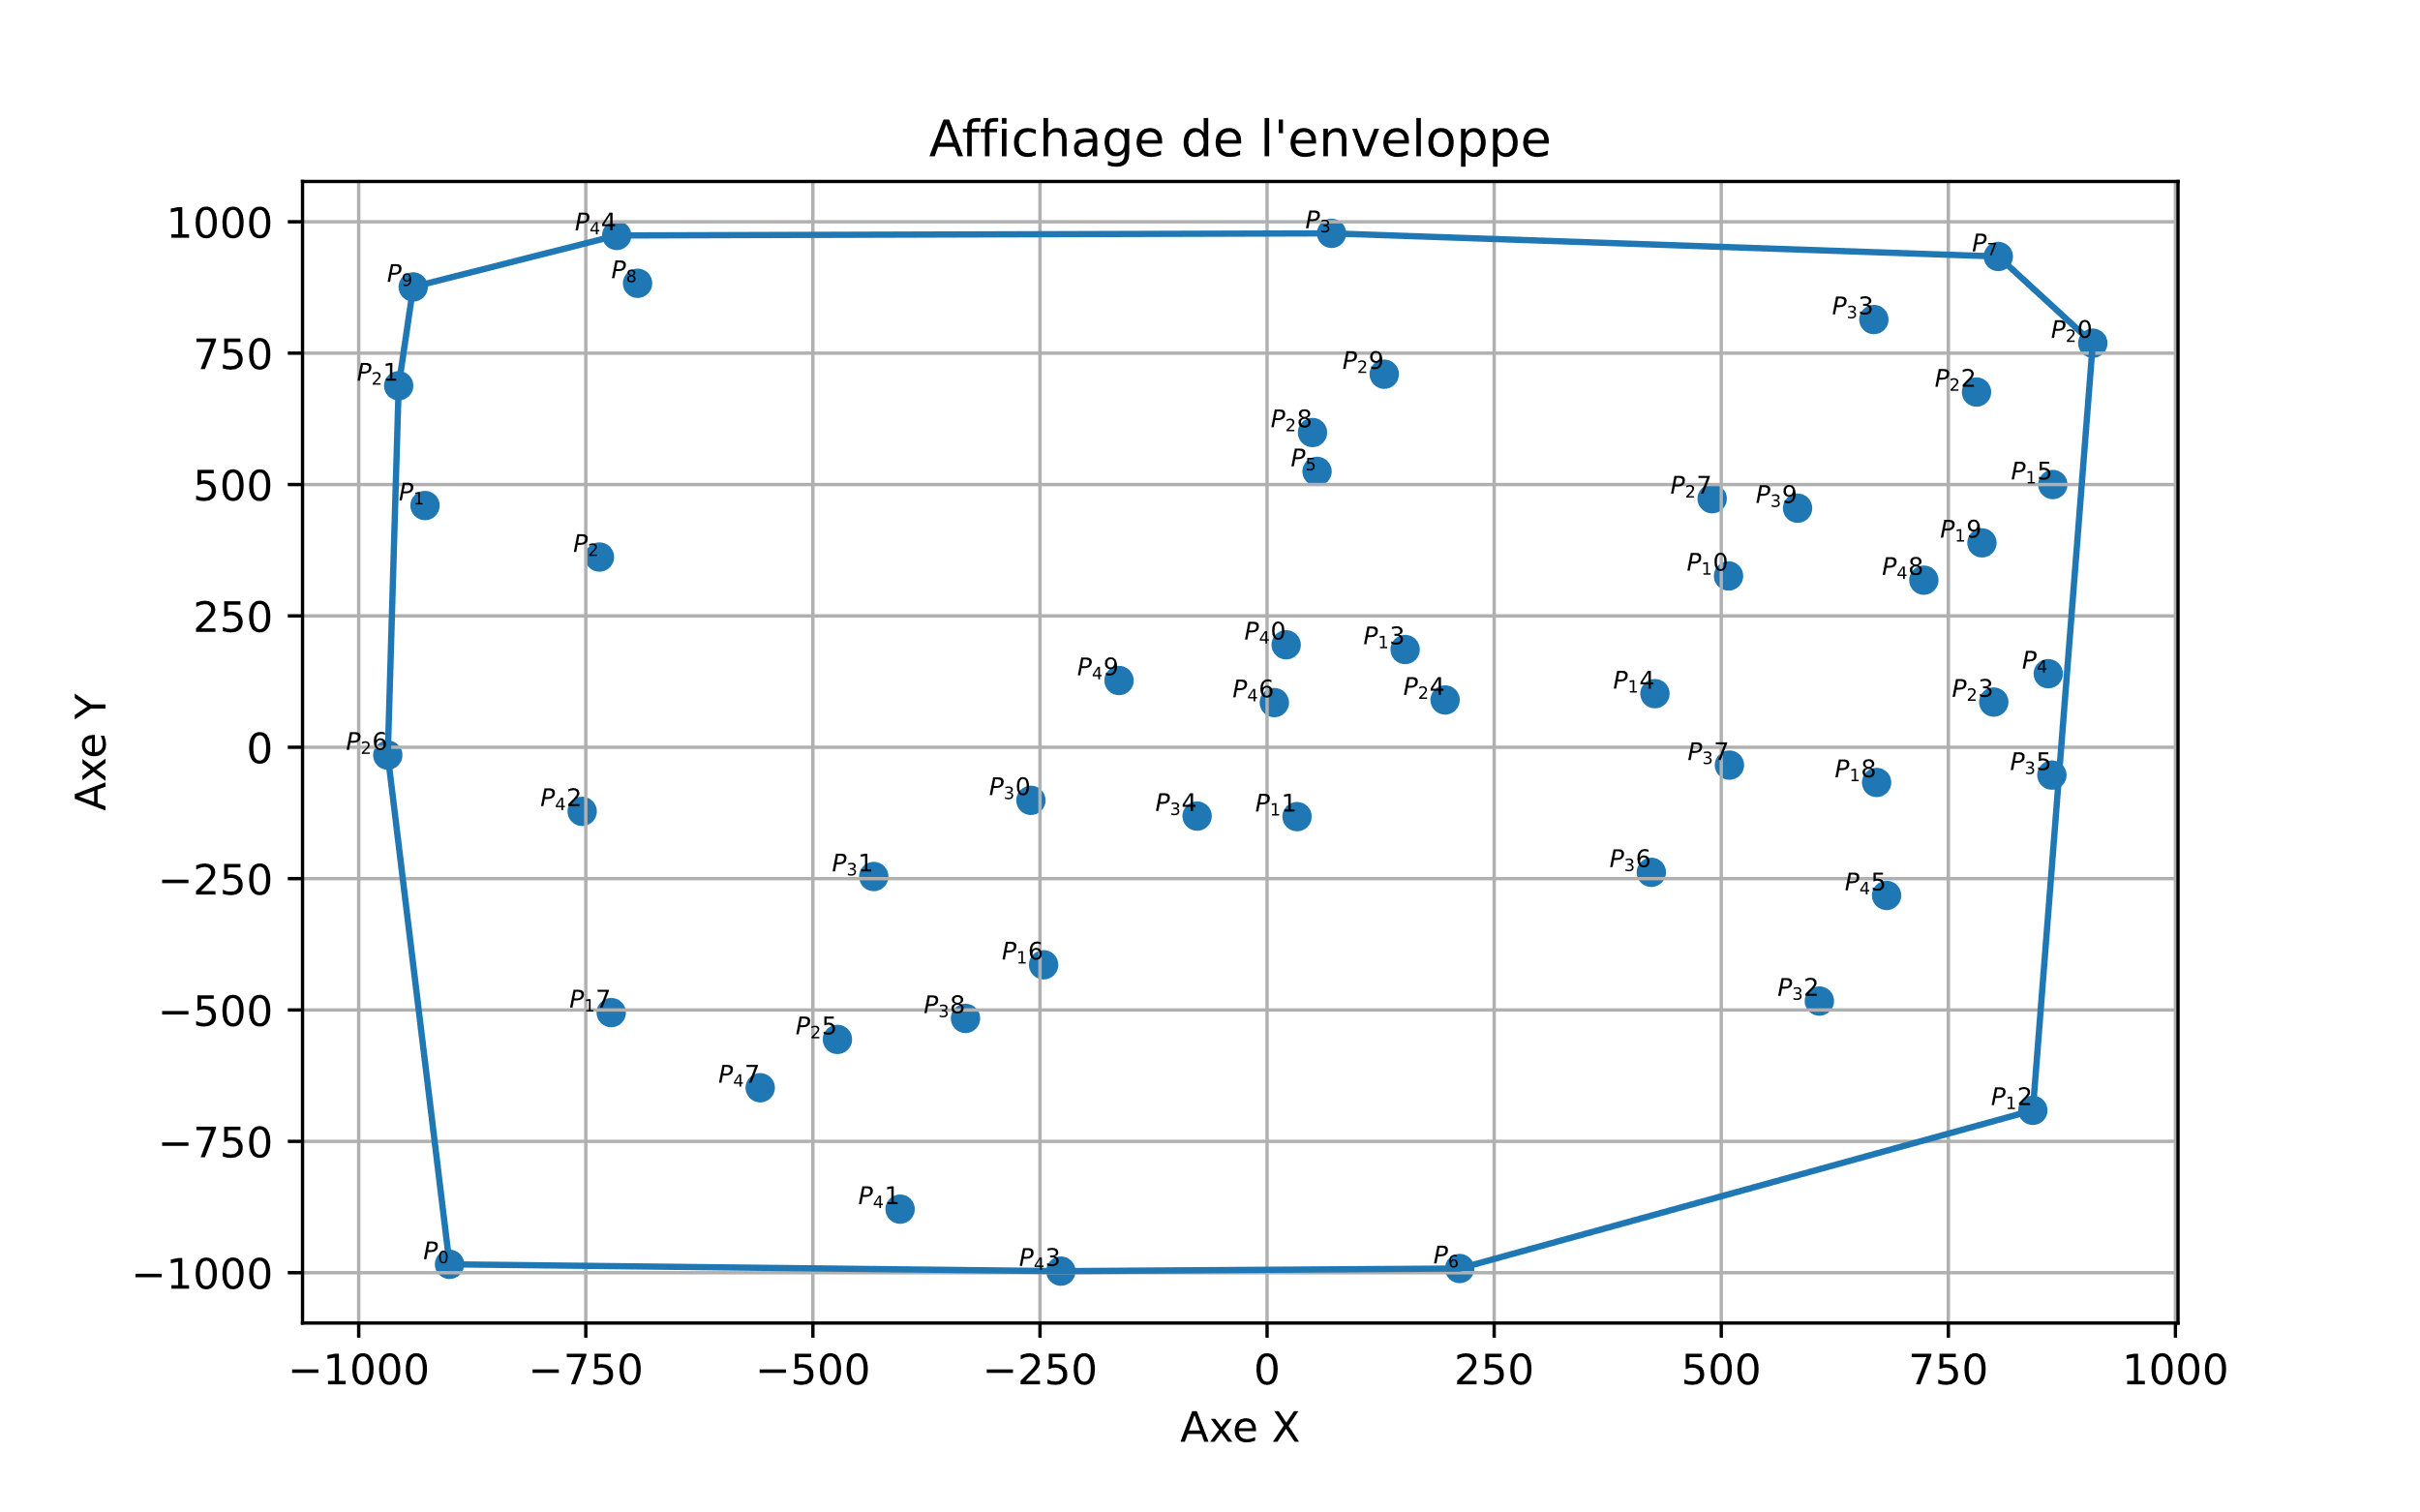 Affichage de l'enveloppe
1000
750
500
250
0
−250
−500
−750
−1000
Axe Y
P₄4
P₃
P₇
P₉
P₈
P₃3
P₂0
P₂1
P₂9
P₂2
P₂8
P₅
P₁
P₂7
P₃9
P₁5
P₂
P₁9
P₁0
P₄8
P₄0
P₁3
P₄9
P₄6
P₂4
P₁4
P₄
P₂3
P₂6
P₃7
P₁8
P₃5
P₄2
P₃0
P₃4
P₁1
P₃1
P₃6
P₄5
P₁6
P₁7
P₃8
P₂5
P₃2
P₄7
P₁2
P₄1
P₀
P₄3
P₆
−1000 −750 −500 −250 0 250 500 750 1000
Axe X